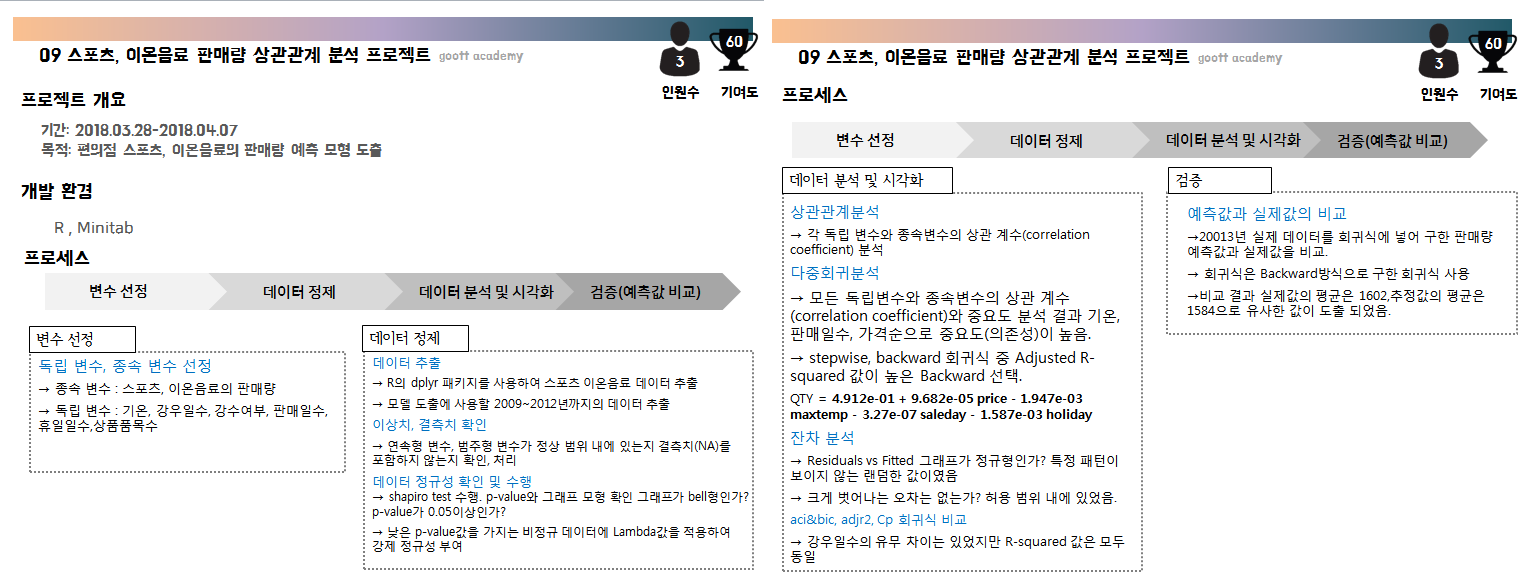 09 스포츠, 이온음료 판매량 상관관계 분석 프로젝트 goott academy
3
60
인원수 기여도
프로젝트 개요
기간: 2018.03.28-2018.04.07
목적: 편의점 스포츠, 이온음료의 판매량 예측 모형 도출
개발 환경
R , Minitab
프로세스
변수 선정 데이터 정제 데이터 분석 및 시각화 검증(예측값 비교)
변수 선정
독립 변수, 종속 변수 선정
→ 종속 변수 : 스포츠, 이온음료의 판매량
→ 독립 변수 : 기온, 강우일수, 강수여부, 판매일수,
휴일일수,상품품목수
데이터 정제
데이터 추출
→ R의 dplyr 패키지를 사용하여 스포츠 이온음료 데이터 추출
→ 모델 도출에 사용할 2009~2012년까지의 데이터 추출
이상치, 결측치 확인
→ 연속형 변수, 범주형 변수가 정상 범위 내에 있는지 결측치(NA)를
포함하지 않는지 확인, 처리
데이터 정규성 확인 및 수행
→ shapiro test 수행. p-value와 그래프 모형 확인 그래프가 bell형인가?
p-value가 0.05이상인가?
→ 낮은 p-value값을 가지는 비정규 데이터에 Lambda값을 적용하여
강제 정규성 부여
09 스포츠, 이온음료 판매량 상관관계 분석 프로젝트 goott academy
3
60
인원수 기여도
프로세스
변수 선정 데이터 정제 데이터 분석 및 시각화 검증(예측값 비교)
데이터 분석 및 시각화
상관관계분석
→ 각 독립 변수와 종속변수의 상관 계수(correlation
coefficient) 분석
다중회귀분석
→ 모든 독립변수와 종속변수의 상관 계수
(correlation coefficient)와 중요도 분석 결과 기온,
판매일수, 가격순으로 중요도(의존성)이 높음.
→ stepwise, backward 회귀식 중 Adjusted R-
squared 값이 높은 Backward 선택.
QTY = 4.912e-01 + 9.682e-05 price - 1.947e-03
maxtemp - 3.27e-07 saleday - 1.587e-03 holiday
잔차 분석
→ Residuals vs Fitted 그래프가 정규형인가? 특정 패턴이
보이지 않는 랜덤한 값이였음
→ 크게 벗어나는 오차는 없는가? 허용 범위 내에 있었음.
aci&bic, adjr2, Cp 회귀식 비교
→ 강우일수의 유무 차이는 있었지만 R-squared 값은 모두
동일
검증
예측값과 실제값의 비교
→20013년 실제 데이터를 회귀식에 넣어 구한 판매량
예측값과 실제값을 비교.
→ 회귀식은 Backward방식으로 구한 회귀식 사용
→비교 결과 실제값의 평균은 1602,추정값의 평균은
1584으로 유사한 값이 도출 되었음.